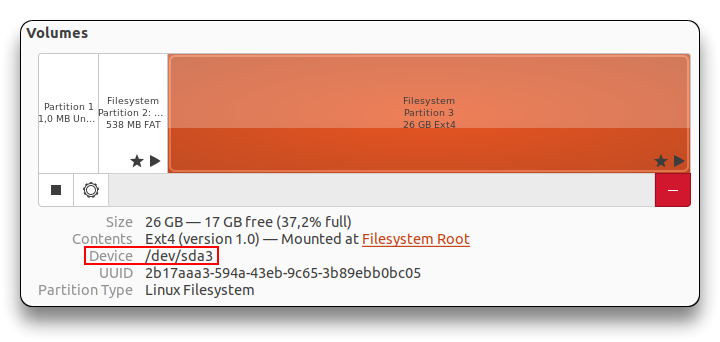 Volumes
Partition 1
1,0 MB Un...
Filesystem
Partition 2: ...
538 MB FAT
Filesystem
Partition 3
26 GB Ext4
Size 26 GB — 17 GB free (37,2% full)
Contents Ext4 (version 1.0) — Mounted at Filesystem Root
Device /dev/sda3
UUID 2b17aaa3-594a-43eb-9c65-3b89ebb0bc05
Partition Type Linux Filesystem